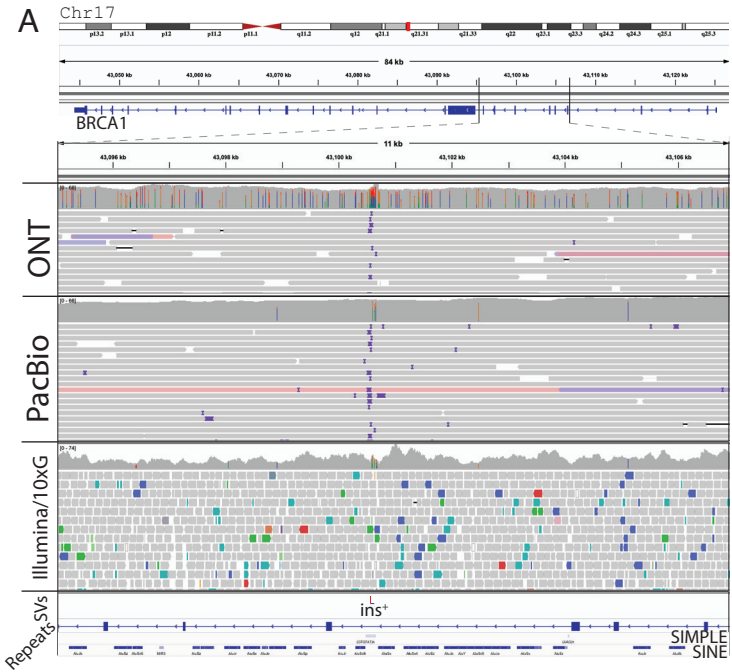 A
Chr17
p13.2 p13.1 p12 p11.2 p11.1 q11.2 q12 q21.1 q21.31 q21.33 q22 q23.1 q23.3 q24.2 q24.3 q25.1 q25.3
84 kb
43,050 kb 43,060 kb 43,070 kb 43,080 kb 43,090 kb 43,100 kb 43,110 kb 43,120 kb
BRCA1
11 kb
43,096 kb 43,098 kb 43,100 kb 43,102 kb 43,104 kb 43,106 kb
ONT
[0 - 68]
PacBio
[0 - 68]
Illumina/10xG
[0 - 74]
SVs
ins+
Repeats
SIMPLE
SINE